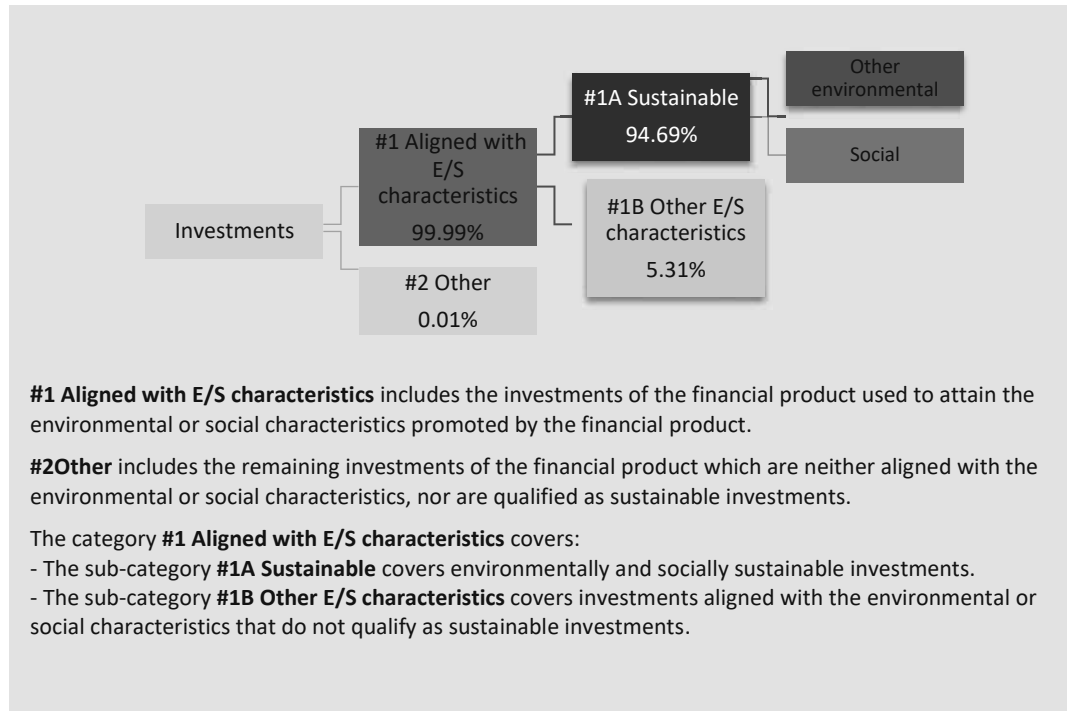 Investments
#1 Aligned with
E/S
characteristics
99.99%
#2 Other
0.01%
#1A Sustainable
94.69%
#1B Other E/S
characteristics
5.31%
Other
environmental
Social
#1 Aligned with E/S characteristics includes the investments of the financial product used to attain the
environmental or social characteristics promoted by the financial product.
#2Other includes the remaining investments of the financial product which are neither aligned with the
environmental or social characteristics, nor are qualified as sustainable investments.
The category #1 Aligned with E/S characteristics covers:
- The sub-category #1A Sustainable covers environmentally and socially sustainable investments.
- The sub-category #1B Other E/S characteristics covers investments aligned with the environmental or
social characteristics that do not qualify as sustainable investments.